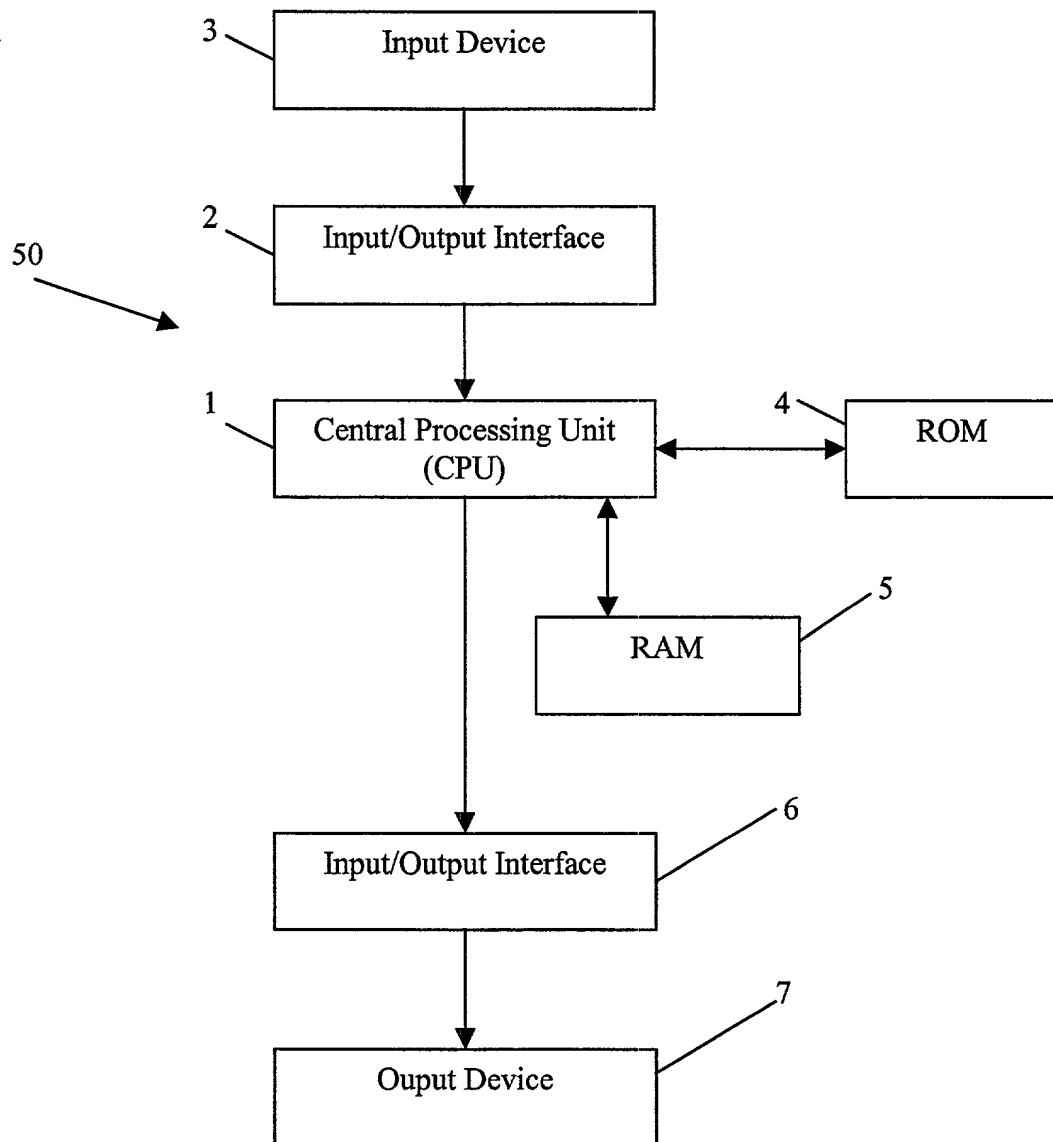 3
Input Device
2
Input/Output Interface
50
1
Central Processing Unit
(CPU)
4
ROM
5
RAM
6
Input/Output Interface
7
Ouput Device